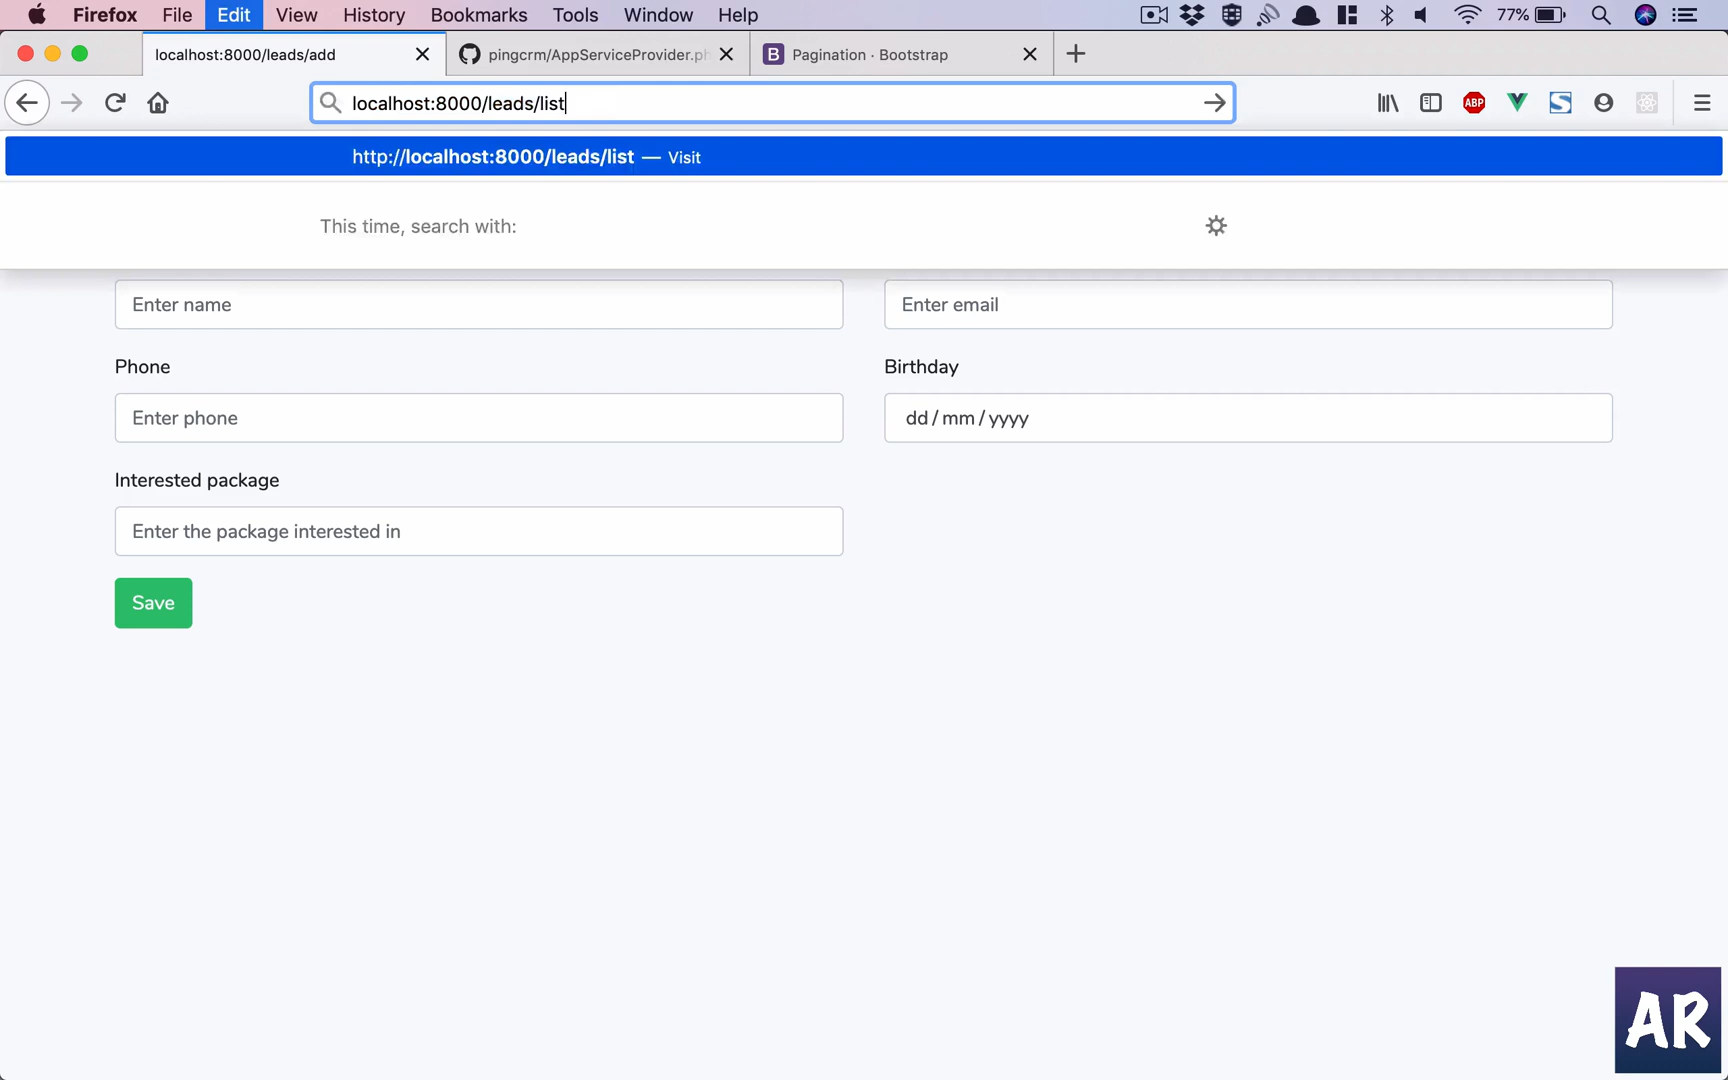 Firefox File Edit View History Bookmarks Tools Window Help 77%
localhost:8000/leads/add pingcrm/AppServiceProvider.ph B Pagination · Bootstrap
localhost:8000/leads/list ABP
http://localhost:8000/leads/list — Visit
This time, search with:
Enter name Enter email
Phone Birthday
Enter phone dd / mm / yyyy
Interested package
Enter the package interested in
Save
AR